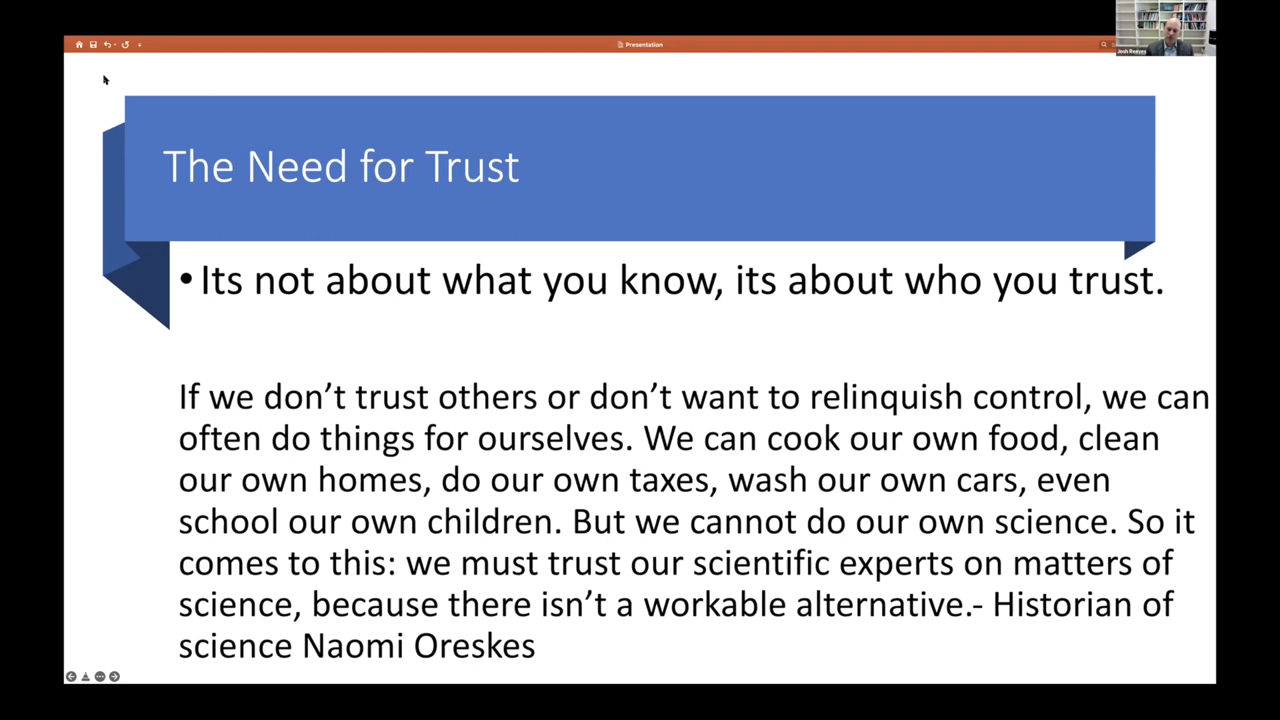 Presentation
Josh Reeves
The Need for Trust
• Its not about what you know, its about who you trust.
If we don’t trust others or don’t want to relinquish control, we can
often do things for ourselves. We can cook our own food, clean
our own homes, do our own taxes, wash our own cars, even
school our own children. But we cannot do our own science. So it
comes to this: we must trust our scientific experts on matters of
science, because there isn’t a workable alternative.- Historian of
science Naomi Oreskes